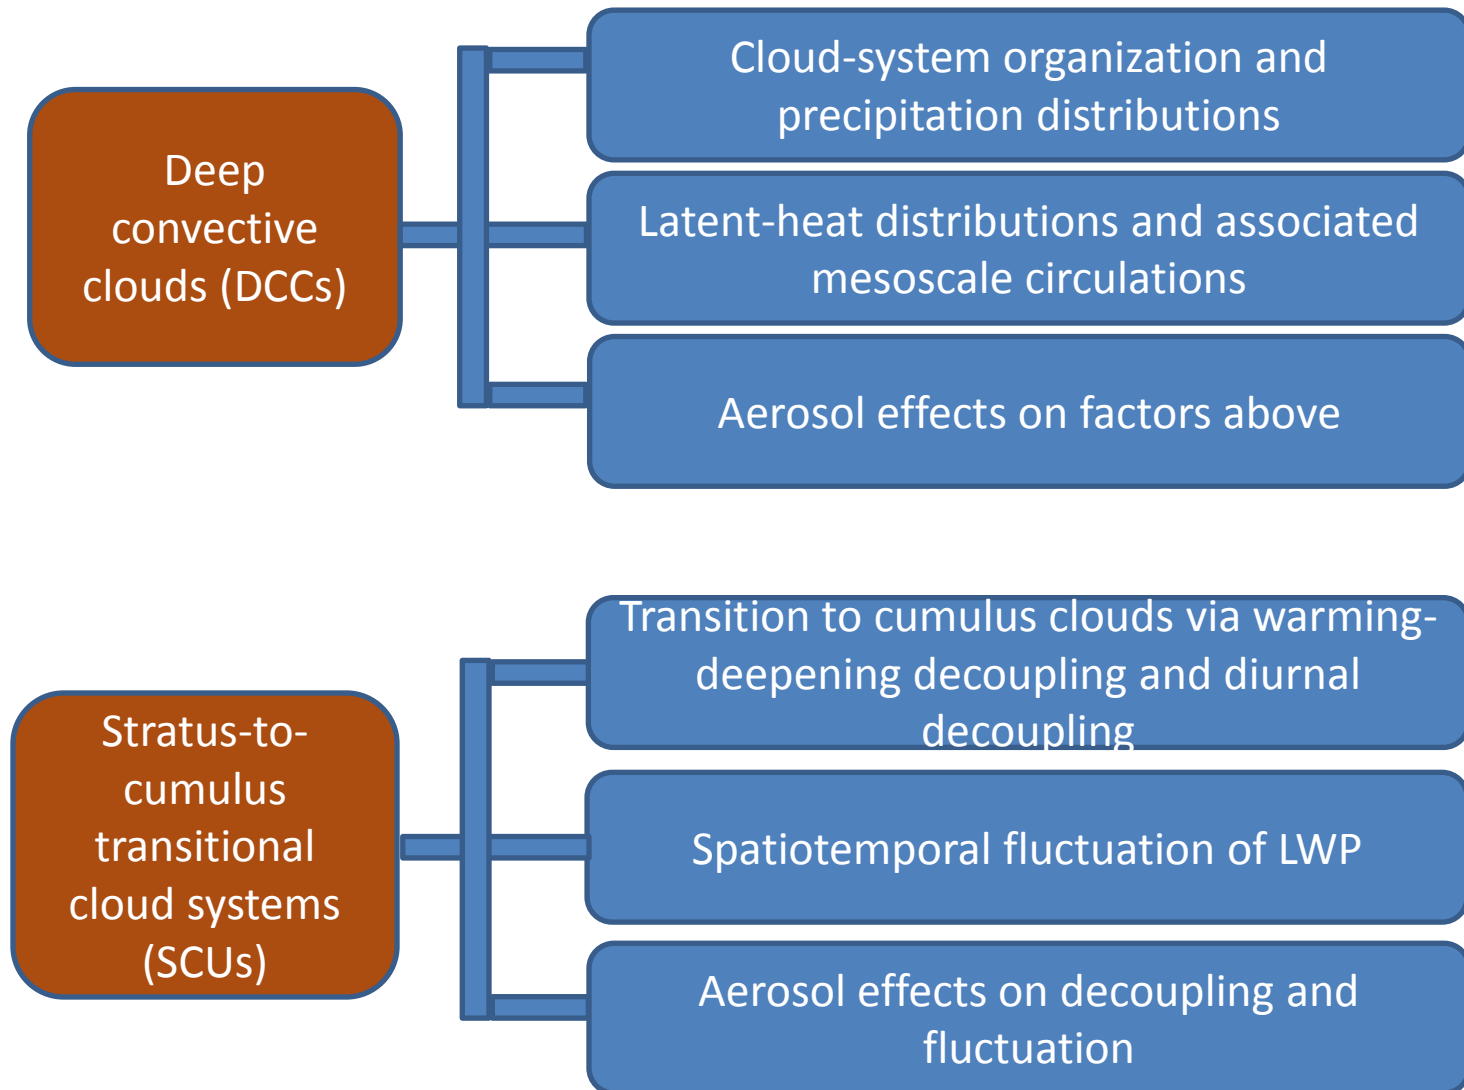 Deep
convective
clouds (DCCs)
Cloud-system organization and
precipitation distributions
Latent-heat distributions and associated
mesoscale circulations
Aerosol effects on factors above
Stratus-to-
cumulus
transitional
cloud systems
(SCUs)
Transition to cumulus clouds via warming-
deepening decoupling and diurnal
decoupling
Spatiotemporal fluctuation of LWP
Aerosol effects on decoupling and
fluctuation